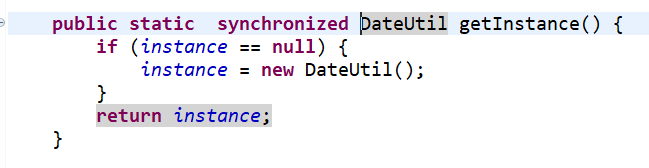 public static  synchronized DateUtil getInstance() {
    if (instance == null) {
        instance = new DateUtil();
    }
    return instance;
}